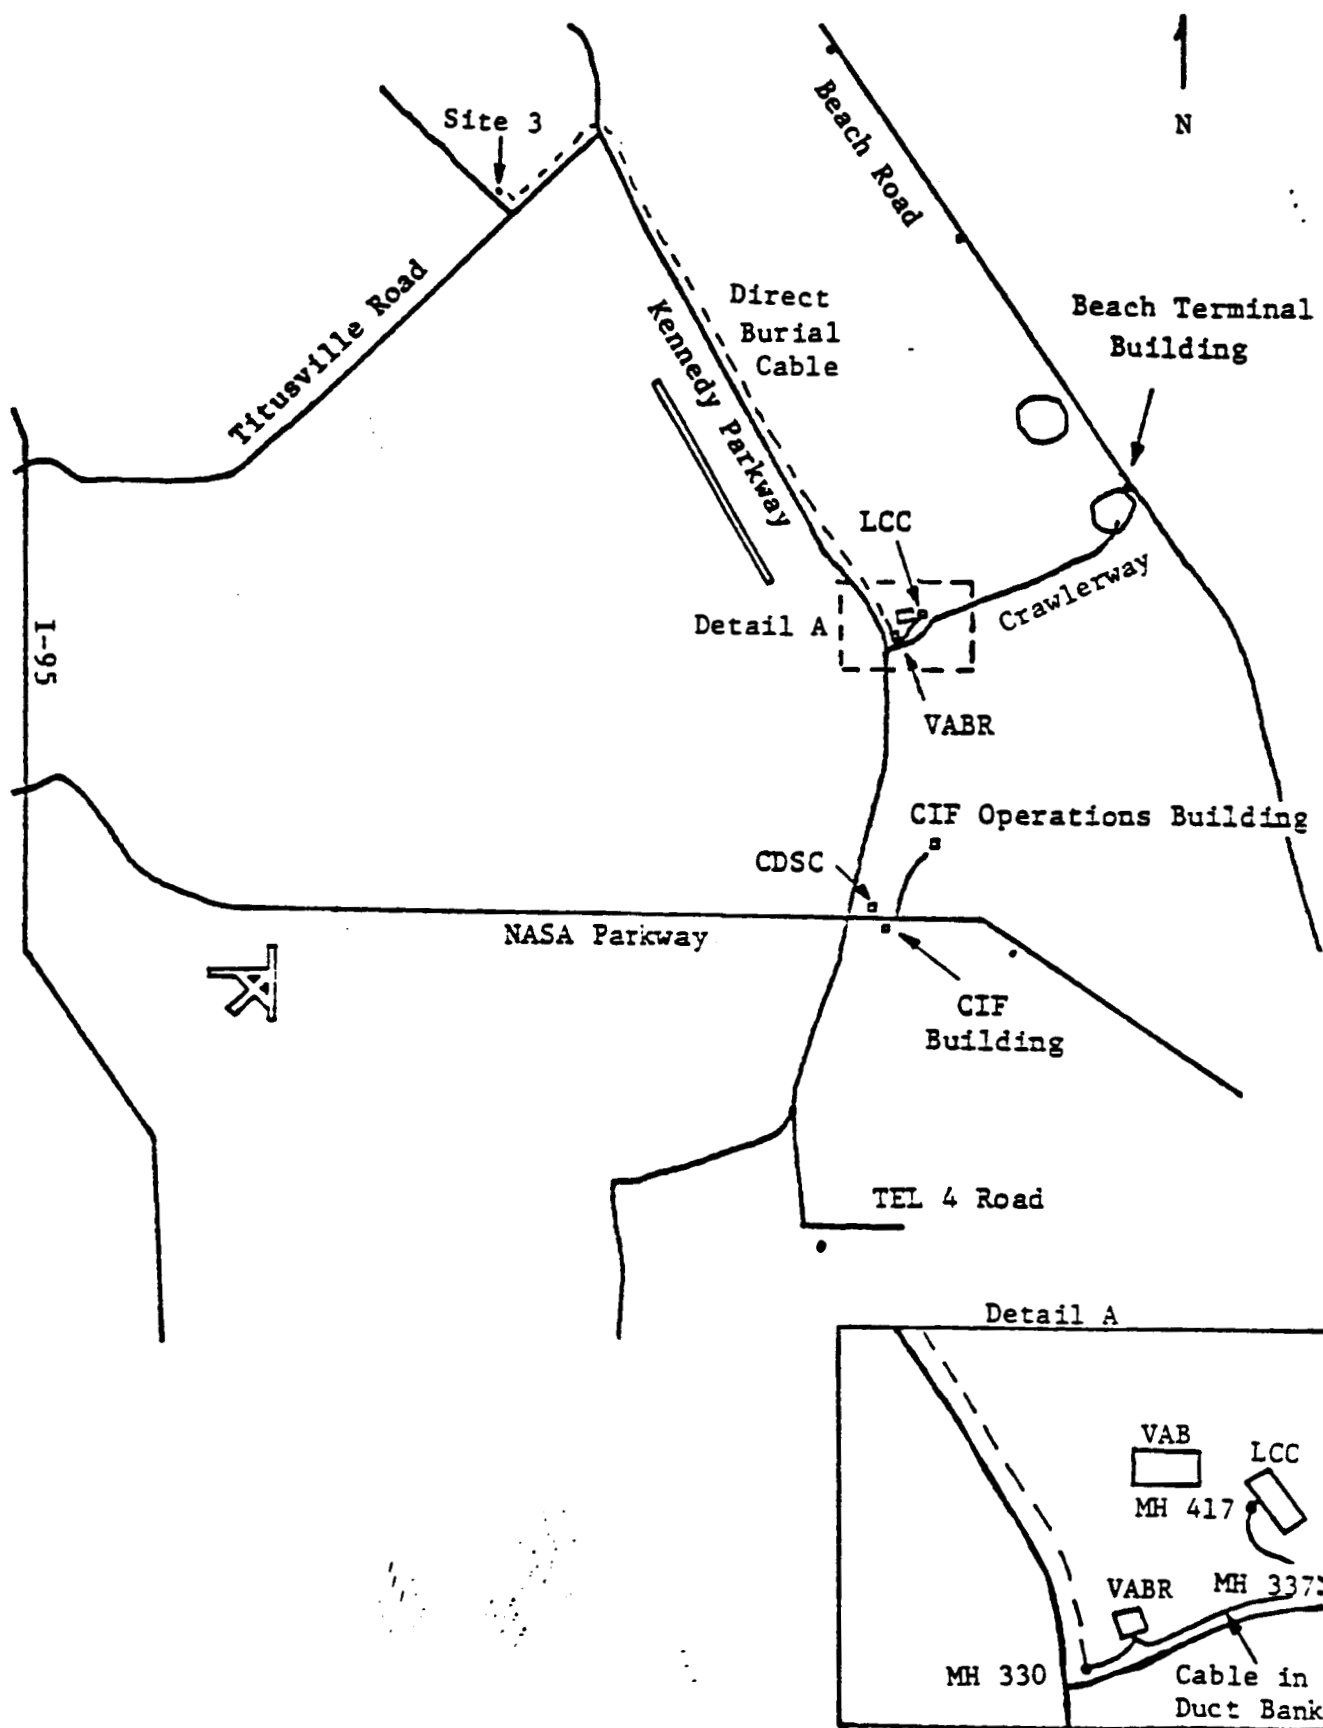 Site 3
N
Beach Road
Titusville Road
Direct
Burial
Cable
Kennedy Parkway
Beach Terminal
Building
LCC
Detail A
Crawlerway
I-95
VABR
CIF Operations Building
CDSC
NASA Parkway
CIF
Building
TEL 4 Road
Detail A
VAB
LCC
MH 417
VABR
MH 337
MH 330
Cable in
Duct Bank